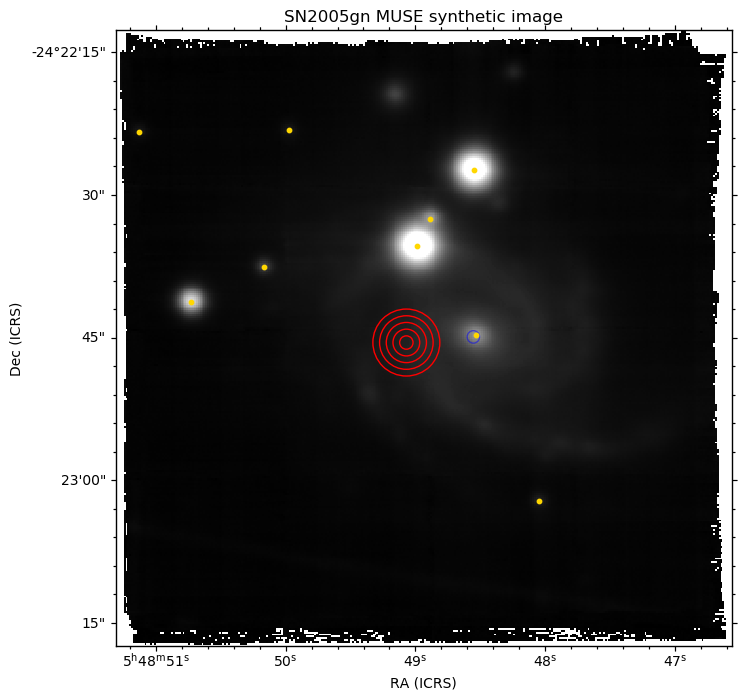 SN2005gn MUSE synthetic image
-24°22'15"
30"
45"
23'00"
15"
Dec (ICRS)
5ʰ48ᵐ51ˢ
50ˢ
49ˢ
48ˢ
47ˢ
RA (ICRS)